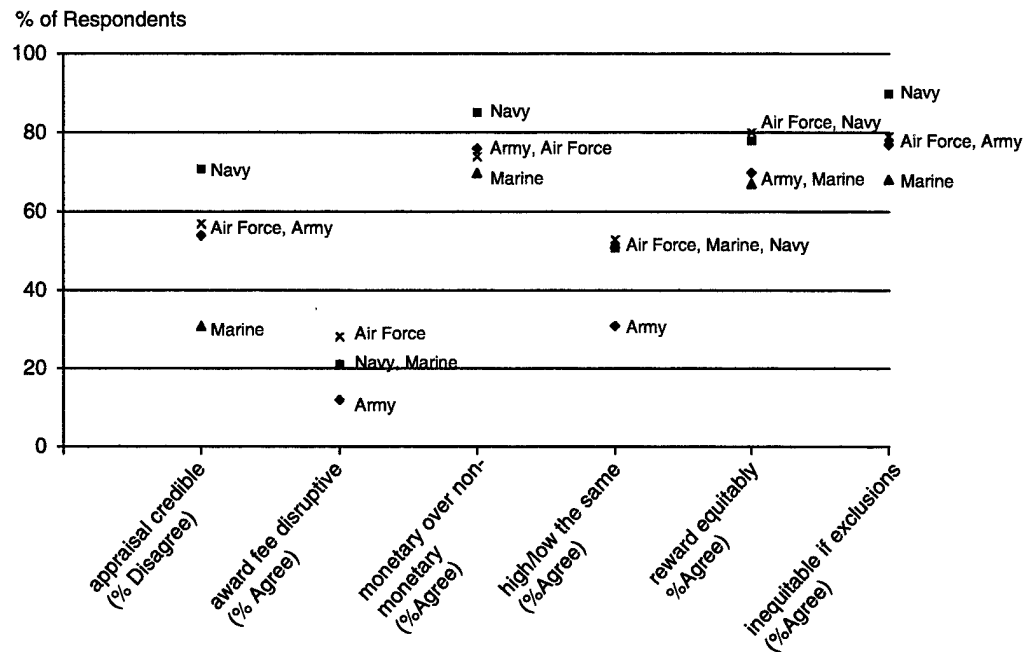 % of Respondents
100
80
60
40
20
0
Navy
Air Force, Army
Marine
Air Force
Navy, Marine
Army
Navy
Army, Air Force
Marine
Air Force, Marine, Navy
Army
Air Force, Navy
Army, Marine
Navy
Air Force, Army
Marine
appraisal credible
(% Disagree)
award fee disruptive
(% Agree)
monetary over non-
monetary
(%Agree)
high/low the same
(%Agree)
reward equitably
%Agree)
inequitable if exclusions
(%Agree)